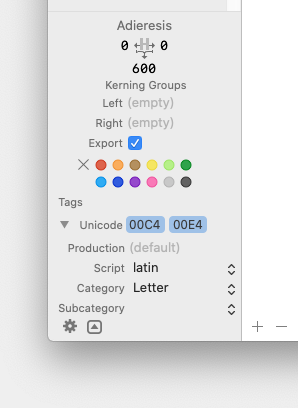 Adieresis
0 H 0
600
Kerning Groups
Left (empty)
Right (empty)
Export
Tags
Unicode 00C4 00E4
Production (default)
Script latin
Category Letter
Subcategory